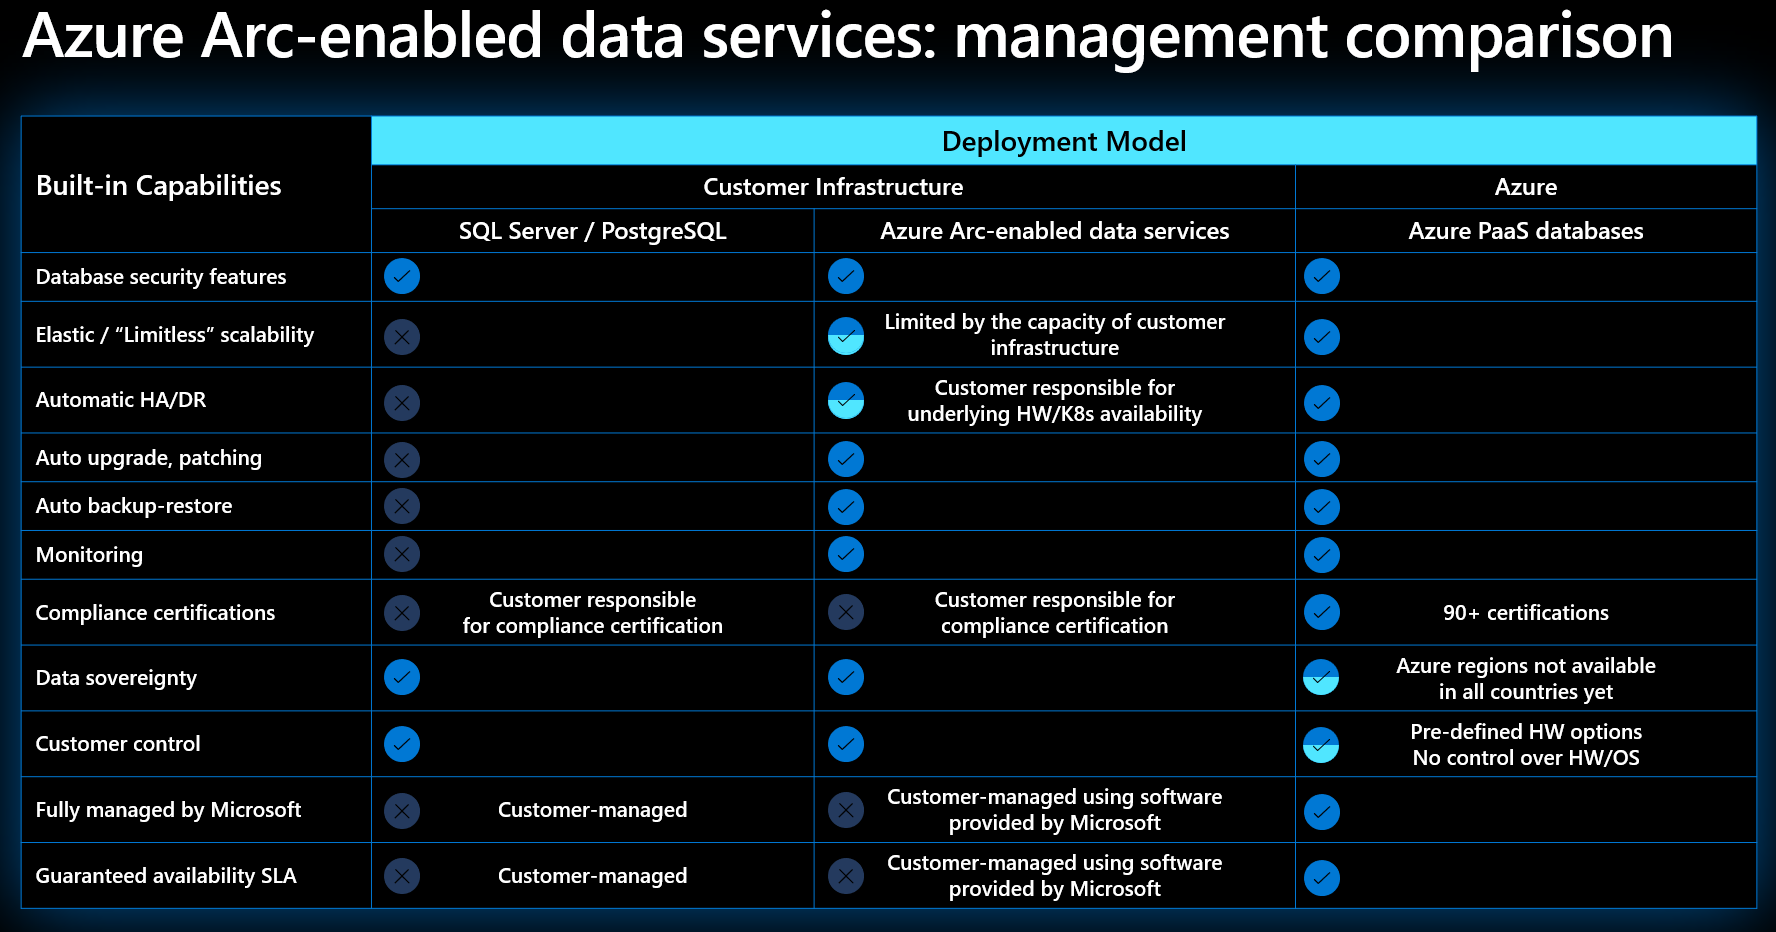 Azure Arc-enabled data services: management comparison
Built-in Capabilities
Deployment Model
Customer Infrastructure
Azure
SQL Server / PostgreSQL
Azure Arc-enabled data services
Azure PaaS databases
Database security features
Elastic / “Limitless” scalability
Limited by the capacity of customer
infrastructure
Automatic HA/DR
Customer responsible for
underlying HW/K8s availability
Auto upgrade, patching
Auto backup-restore
Monitoring
Compliance certifications
Customer responsible
for compliance certification
Customer responsible for
compliance certification
90+ certifications
Data sovereignty
Azure regions not available
in all countries yet
Customer control
Pre-defined HW options
No control over HW/OS
Fully managed by Microsoft
Customer-managed
Customer-managed using software
provided by Microsoft
Guaranteed availability SLA
Customer-managed
Customer-managed using software
provided by Microsoft